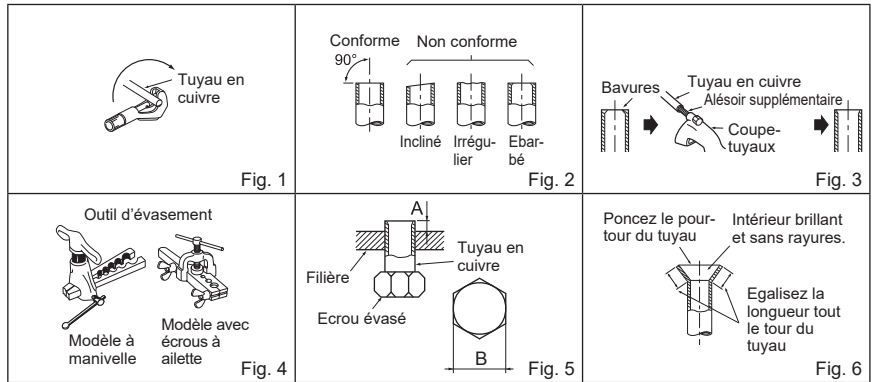 Tuyau en
cuivre
Fig. 1
Conforme
Non conforme
90°
Incliné
Irrégu-
lier
Ebar-
bé
Fig. 2
Bavures
Tuyau en cuivre
Alésoir supplémentaire
Coupe-
tuyaux
Fig. 3
Outil d'évasement
Modèle à
manivelle
Modèle avec
écrous à
ailette
Fig. 4
A
Tuyau en
cuivre
Filière
Ecrou évasé
B
Fig. 5
Poncez le pour-
tour du tuyau
Intérieur brillant
et sans rayures.
Egalisez la
longueur tout
le tour du
tuyau
Fig. 6